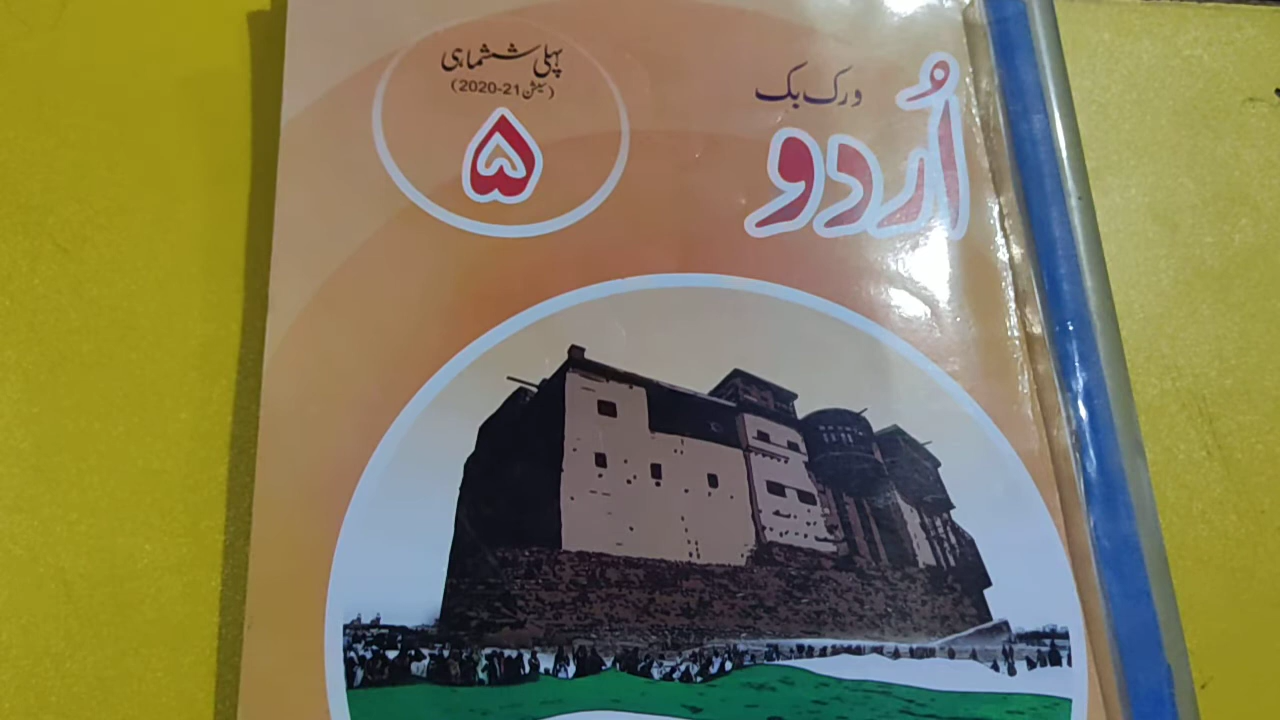 ورک بک
اُردو
پہلی ششماہی
(سیشن 21-2020)
۵